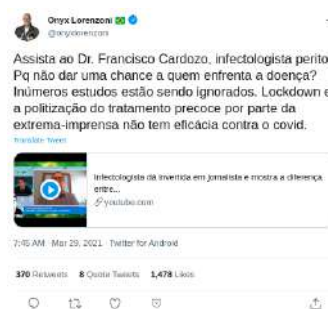 Onyx Lorenzoni
@onyxlorenzoni
Assista ao Dr. Francisco Cardozo, infectologista perito
Pq não dar uma chance a quem enfrenta a doença?
Inúmeros estudos estão sendo ignorados. Lockdown e
a politização do tratamento precoce por parte da
extrema-imprensa não tem eficácia contra o covid.
Translate Tweet
Infectologista dá invertida em jornalista e mostra a diferença
entre...
youtube.com
7:45 AM · Mar 29, 2021 · Twitter for Android
370 Retweets 8 Quote Tweets 1,478 Likes